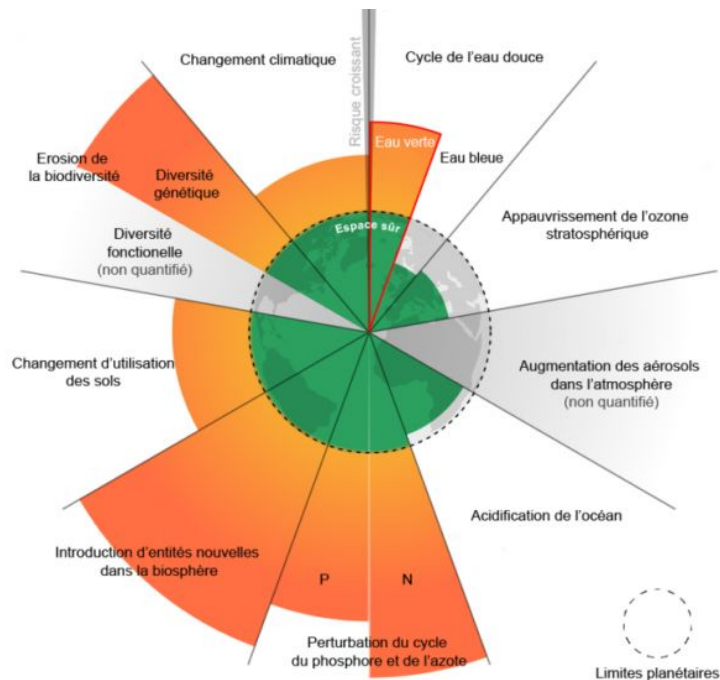 Changement climatique
Risque croissant
Cycle de l'eau douce
Eau verte
Eau bleue
Erosion de
la biodiversité
Diversité
génétique
Espace sûr
Appauvrissement de l'ozone
stratosphérique
Diversité
fonctionelle
(non quantifié)
Changement d'utilisation
des sols
Augmentation des aérosols
dans l'atmosphère
(non quantifié)
Acidification de l'océan
Introduction d'entités nouvelles
dans la biosphère
P
N
Perturbation du cycle
du phosphore et de l'azote
Limites planétaires